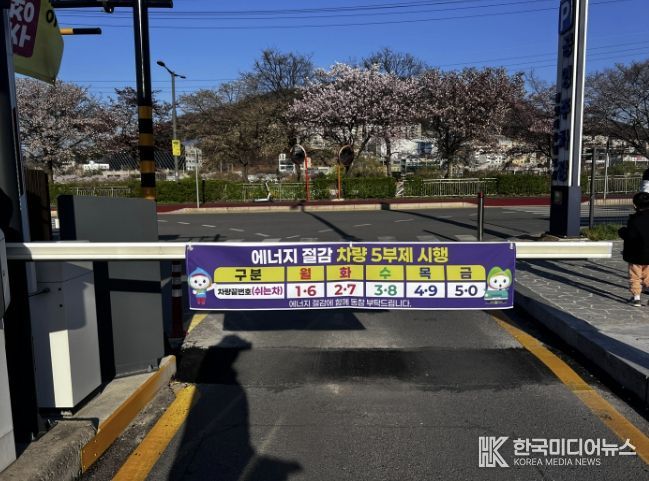 에너지 절감 차량 5부제 시행
구분 월 화 수 목 금
차량끝번호(쉬는차) 1·6 2·7 3·8 4·9 5·0
에너지 절감에 함께 동참 부탁드립니다.
P
HK 한국미디어뉴스
KOREA MEDIA NEWS